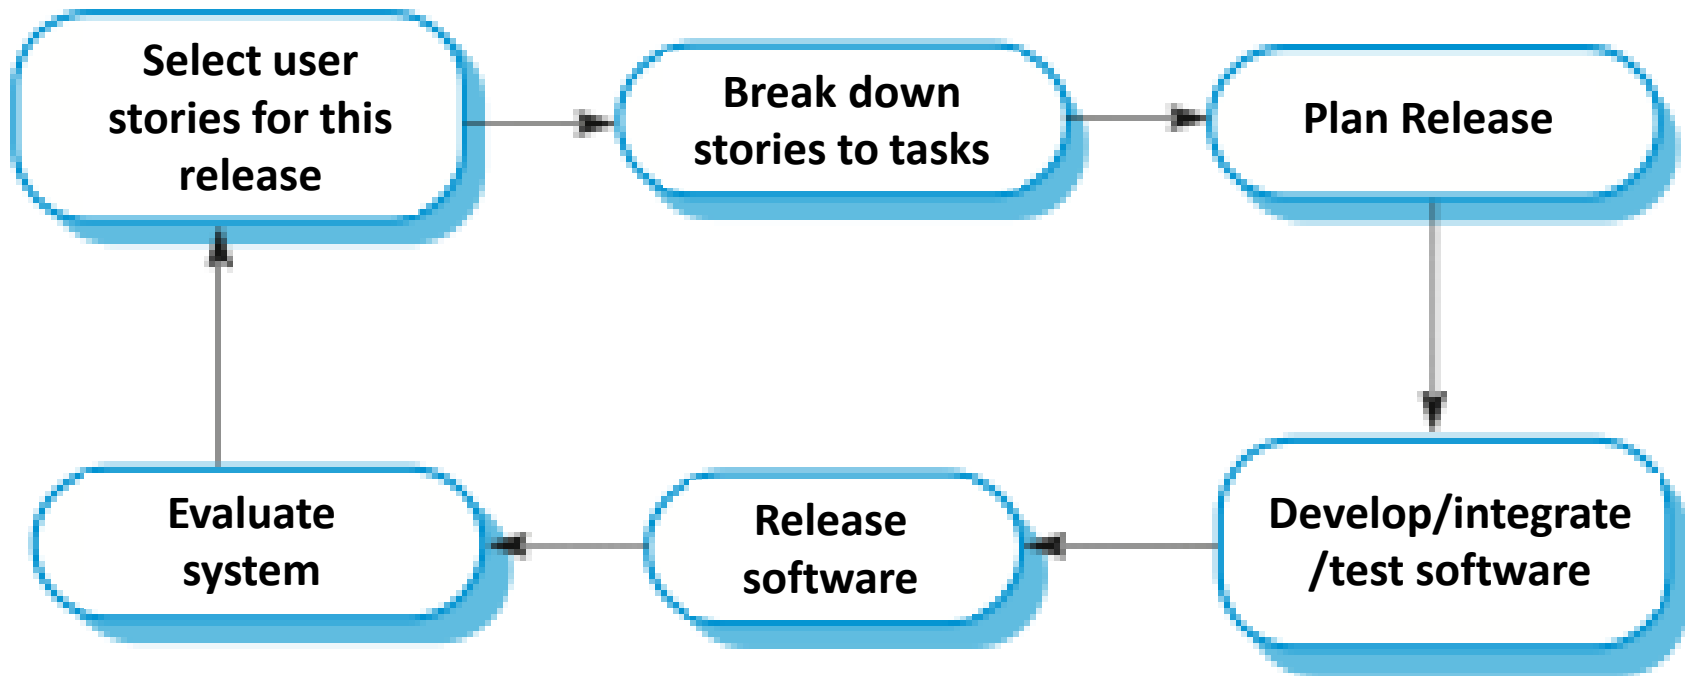 Select user
stories for this
release
Break down
stories to tasks
Plan Release
Evaluate
system
Release
software
Develop/integrate
/test software